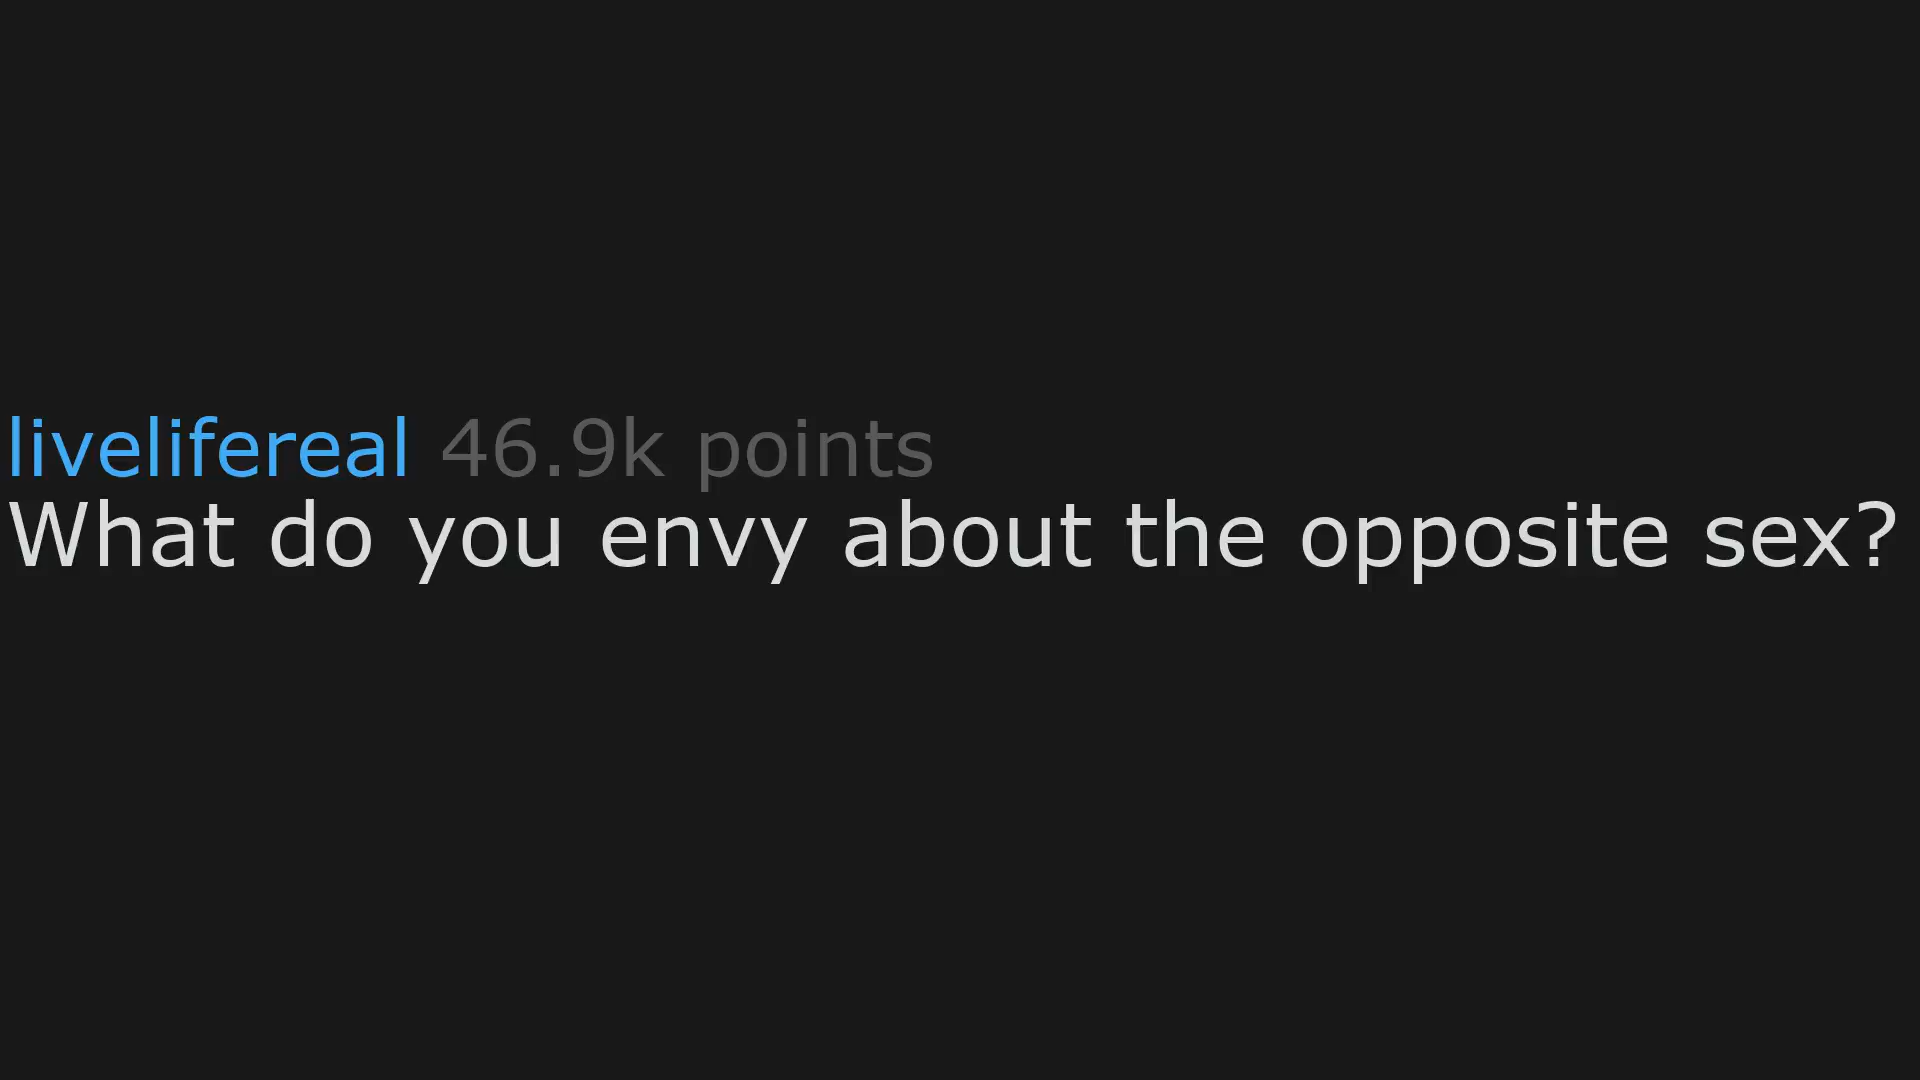 livelifereal 46.9k points
What do you envy about the opposite sex?